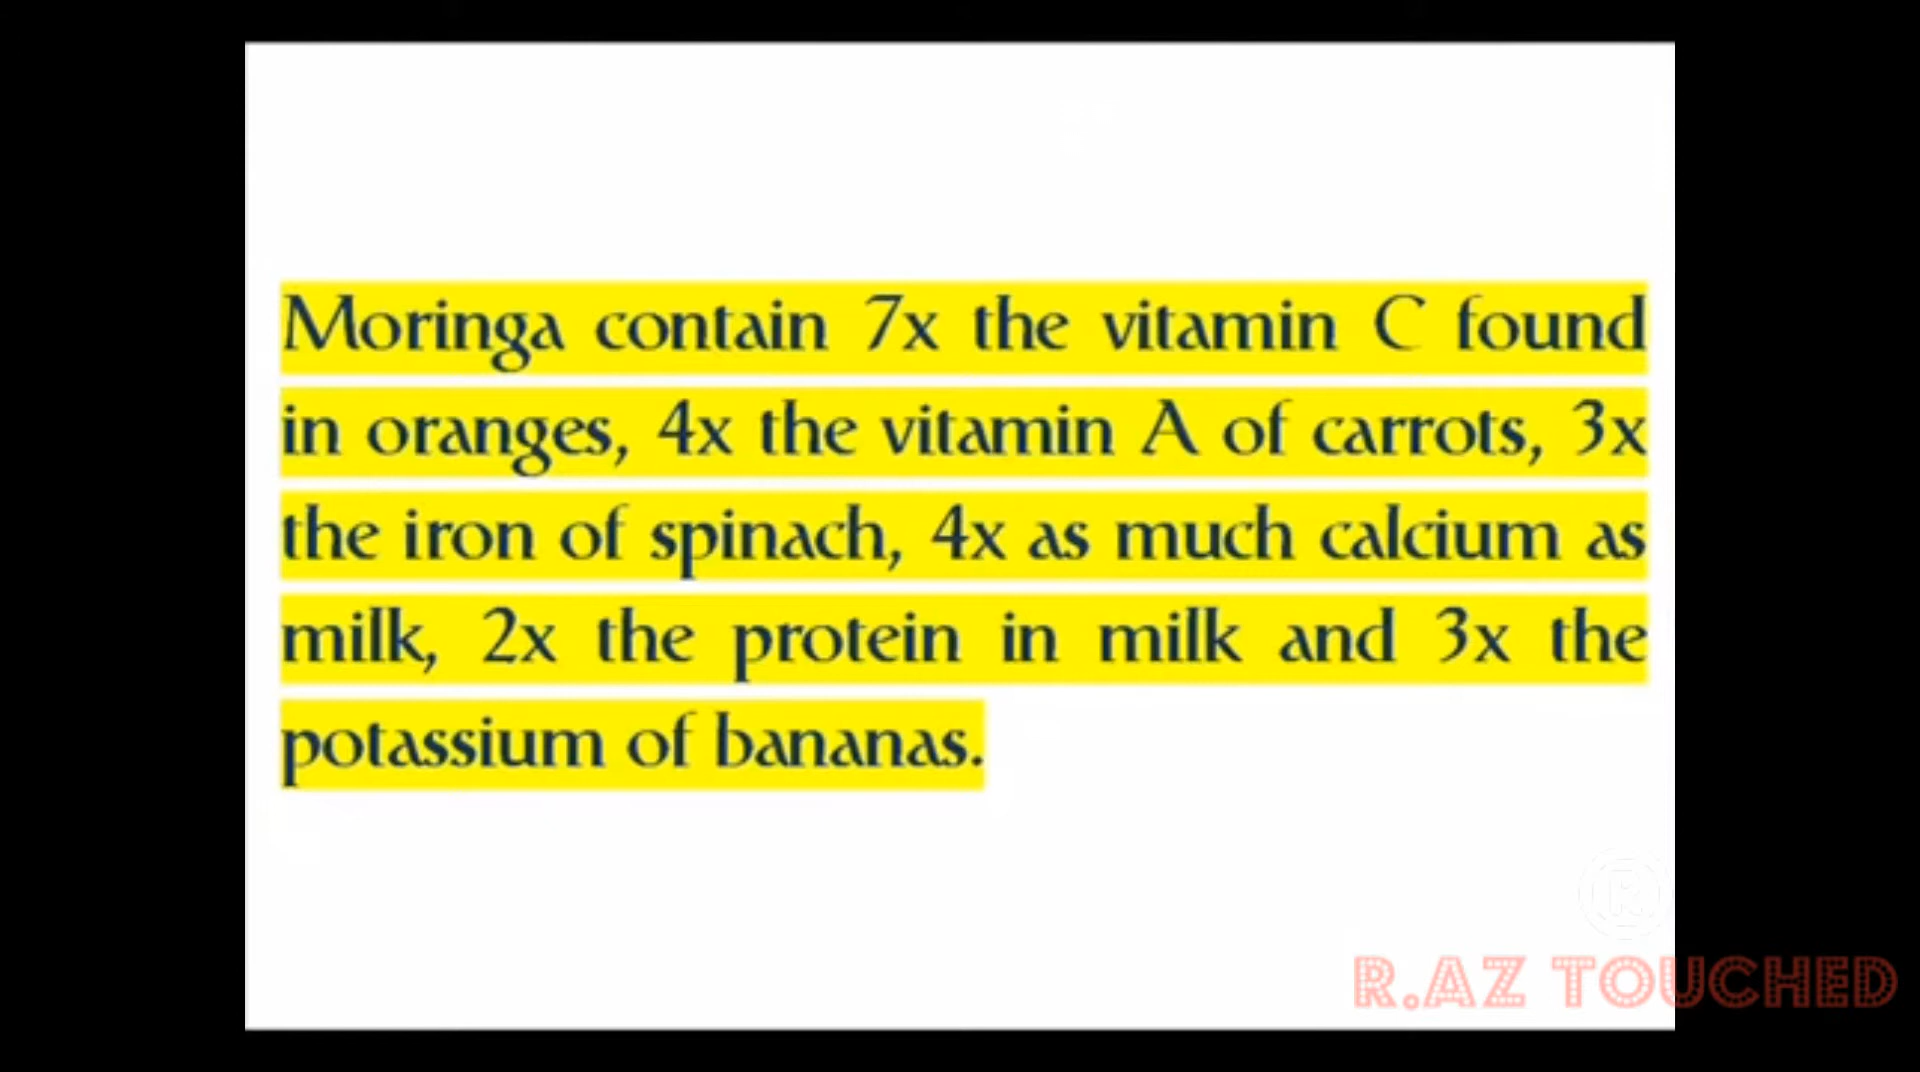 Moringa contain 7x the vitamin C found
in oranges, 4x the vitamin A of carrots, 3x
the iron of spinach, 4x as much calcium as
milk, 2x the protein in milk and 3x the
potassium of bananas.
®
R.AZ TOUCHED